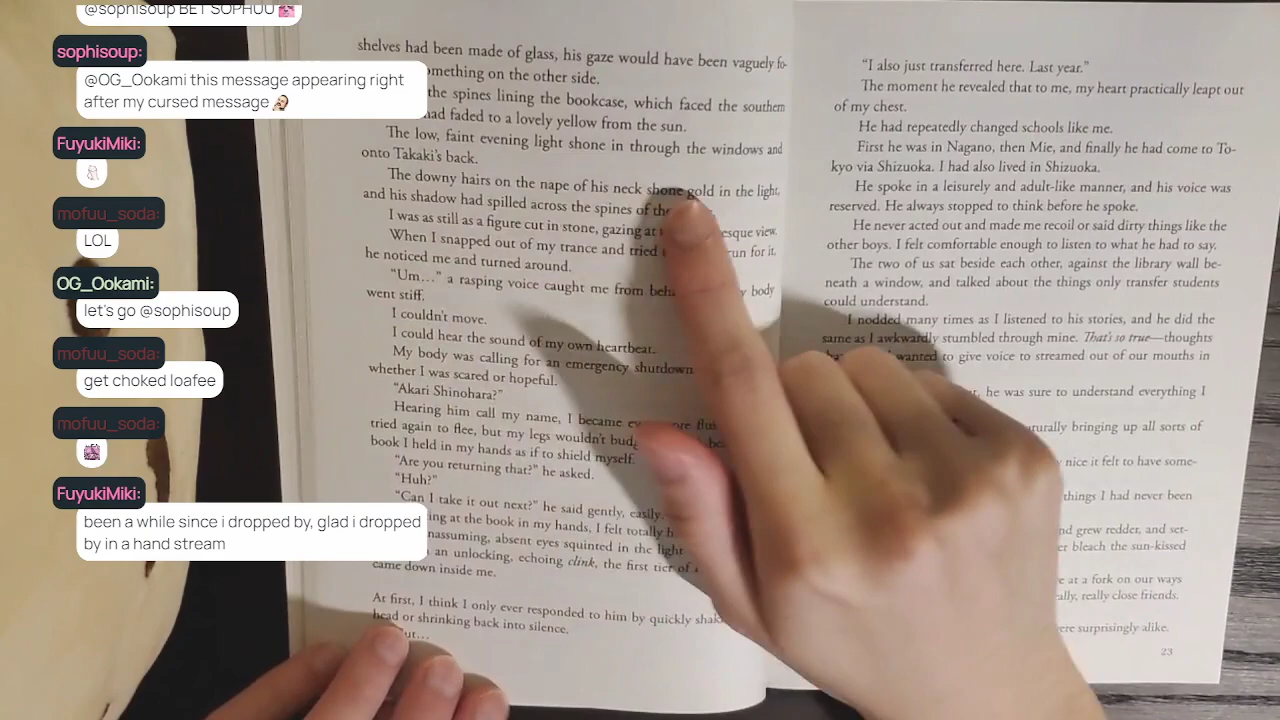 @sophisoup BET SOPHUU
sophisoup:
@OG_Ookami this message appearing right
after my cursed message
FuyukiMiki:
mofuu_soda:
LOL
OG_Ookami:
let's go @sophisoup
mofuu_soda:
get choked loafee
mofuu_soda:
FuyukiMiki:
been a while since i dropped by, glad i dropped
by in a hand stream
shelves had been made of glass, his gaze would have been vaguely fo-
omething on the other side.
the spines lining the bookcase, which faced the southern
had faded to a lovely yellow from the sun.
The low, faint evening light shone in through the windows and
onto Takaki's back.
The downy hairs on the nape of his neck shone gold in the light,
and his shadow had spilled across the spines of the
I was as still as a figure cut in stone, gazing at esque view.
When I snapped out of my trance and tried run for it,
he noticed me and turned around.
"Um…" a rasping voice caught me from body
went stiff.
I couldn't move.
I could hear the sound of my own heartbeat.
My body was calling for an emergency shutdown
whether I was scared or hopeful.
"Akari Shinohara?"
Hearing him call my name, I became
tried again to flee, but my legs wouldn't
book I held in my hands as if to shield myself.
"Are you returning that?" he asked.
"Huh?"
"Can I take it out next?" he said gently, easily.
ing at the book in my hands, I felt totally
nassuming, absent eyes squinted in the light
an unlocking, echoing clink, the first tier of
came down inside me.
At first, I think I only ever responded to him by quickly
head or shrinking back into silence.
ut…
"I also just transferred here. Last year."
The moment he revealed that to me, my heart practically leapt out
of my chest.
He had repeatedly changed schools like me.
First he was in Nagano, then Mie, and finally he had come to To-
kyo via Shizuoka. I had also lived in Shizuoka.
He spoke in a leisurely and adult-like manner, and his voice was
reserved. He always stopped to think before he spoke.
He never acted out and made me recoil or said dirty things like the
other boys. I felt comfortable enough to listen to what he had to say.
The two of us sat beside each other, against the library wall be-
neath a window, and talked about the things only transfer students
could understand.
I nodded many times as I listened to his stories, and he did the
same as I awkwardly stumbled through mine. That's so true—thoughts
wanted to give voice to streamed out of our mouths in
he was sure to understand everything I
urally bringing up all sorts of
nice it felt to have some-
things I had never been
nd grew redder, and set-
er bleach the sun-kissed
e at a fork on our ways
ally, really close friends.
ere surprisingly alike.
23